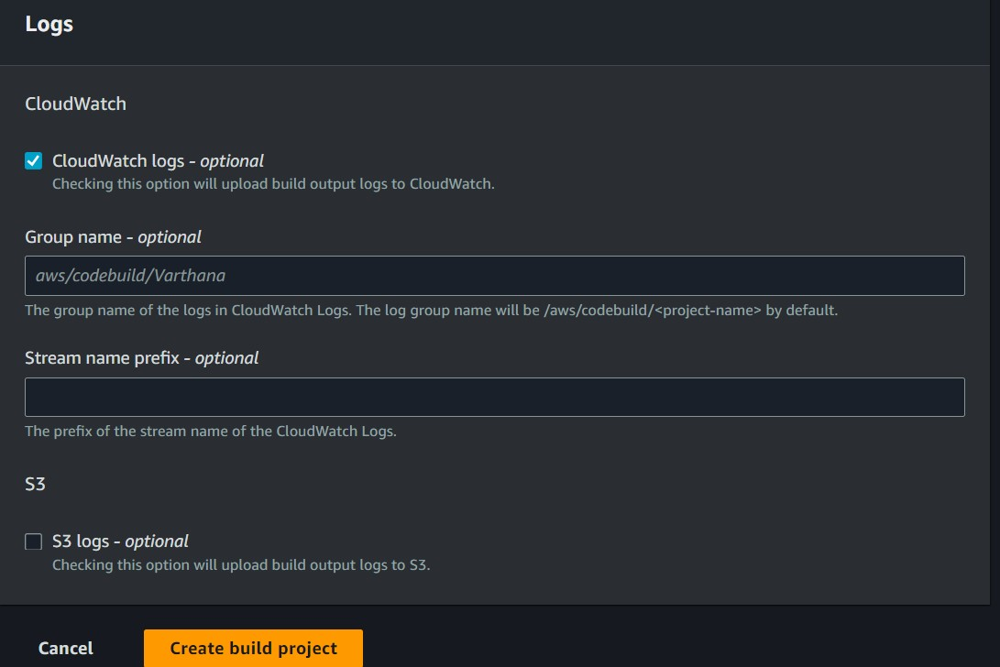 Logs
CloudWatch
CloudWatch logs - optional
Checking this option will upload build output logs to CloudWatch.
Group name - optional
aws/codebuild/Varthana
The group name of the logs in CloudWatch Logs. The log group name will be /aws/codebuild/<project-name> by default.
Stream name prefix - optional
The prefix of the stream name of the CloudWatch Logs.
S3
S3 logs - optional
Checking this option will upload build output logs to S3.
Cancel
Create build project